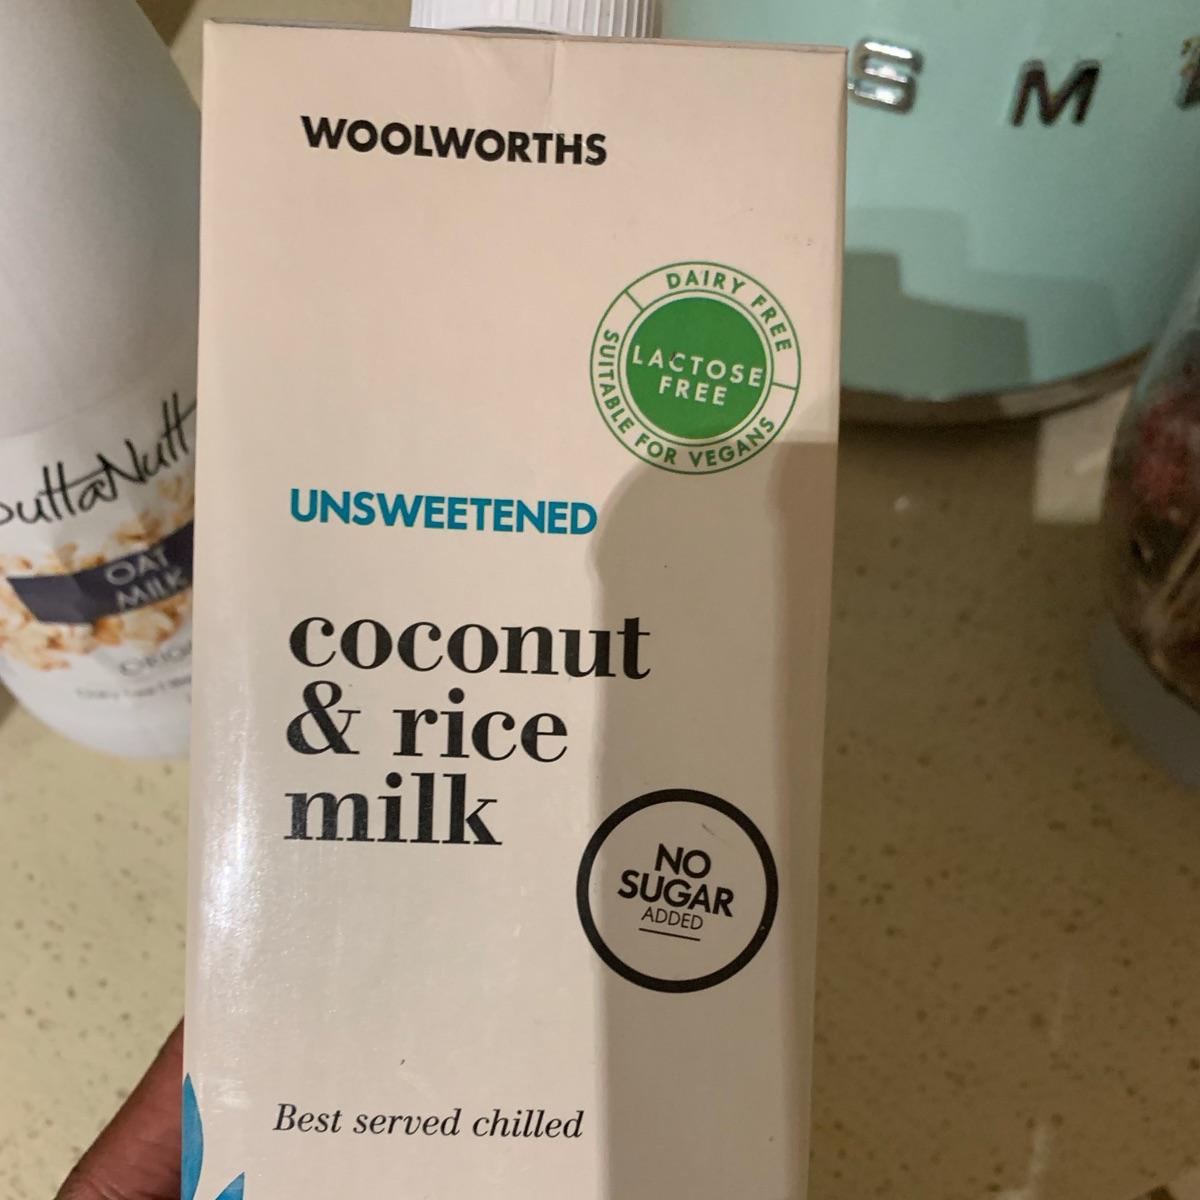 WOOLWORTHS
DAIRY FREE
SUITABLE FOR VEGANS
LACTOSE
FREE
UNSWEETENED
coconut
& rice
milk
NO
SUGAR
ADDED
Best served chilled
OAT
MILK
S M